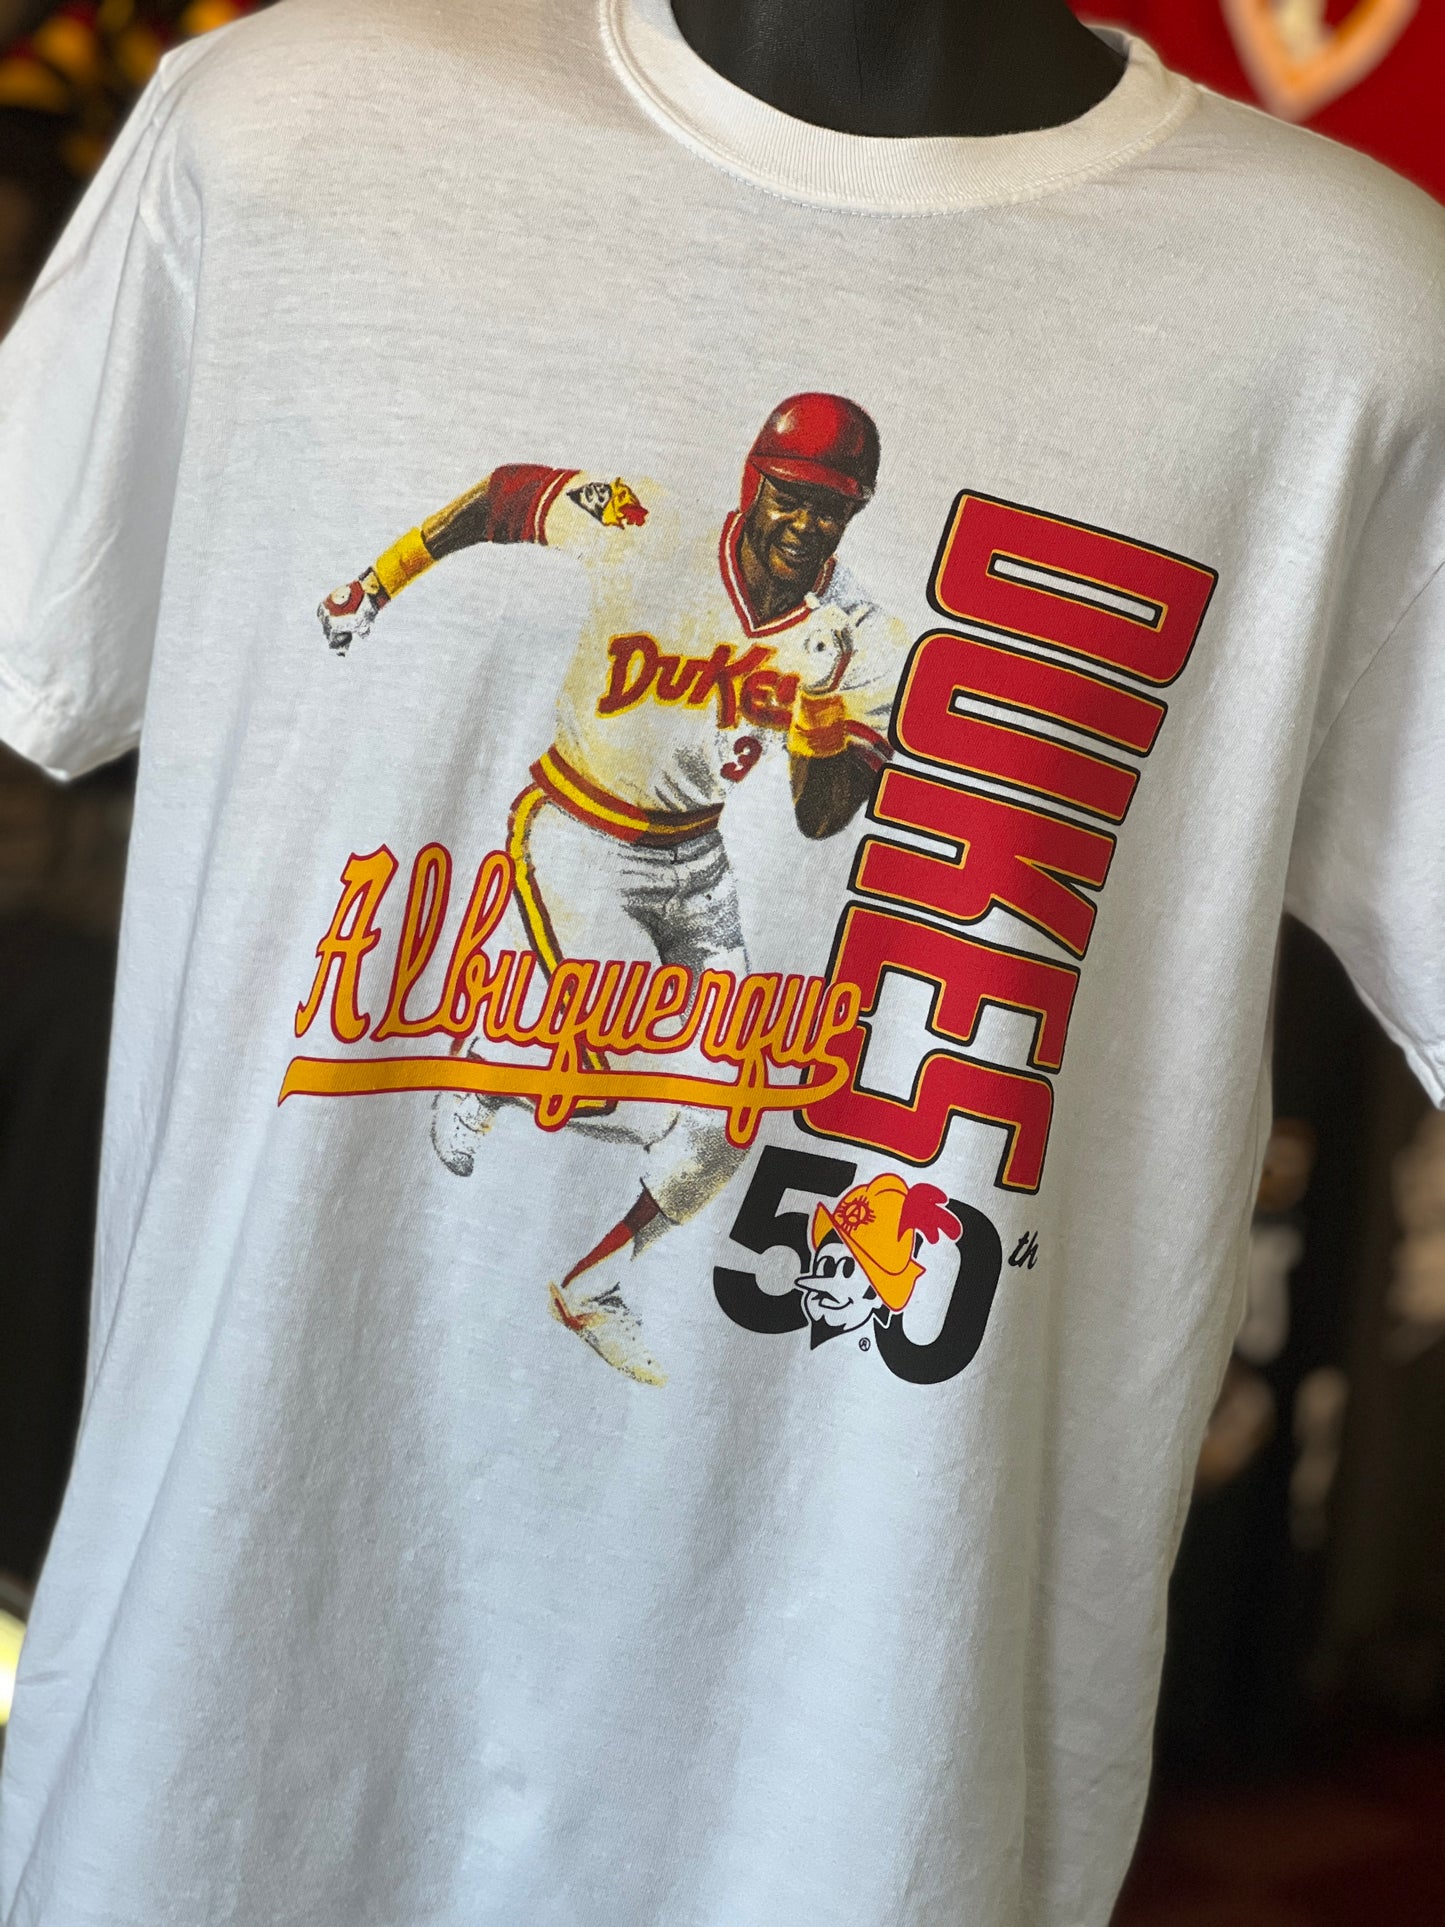 DuKes
3
DUKES
Albuquerque
50th
A
®